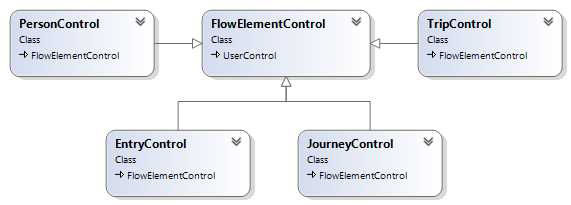 PersonControl
Class
FlowElementControl
FlowElementControl
Class
UserControl
TripControl
Class
FlowElementControl
EntryControl
Class
FlowElementControl
JourneyControl
Class
FlowElementControl